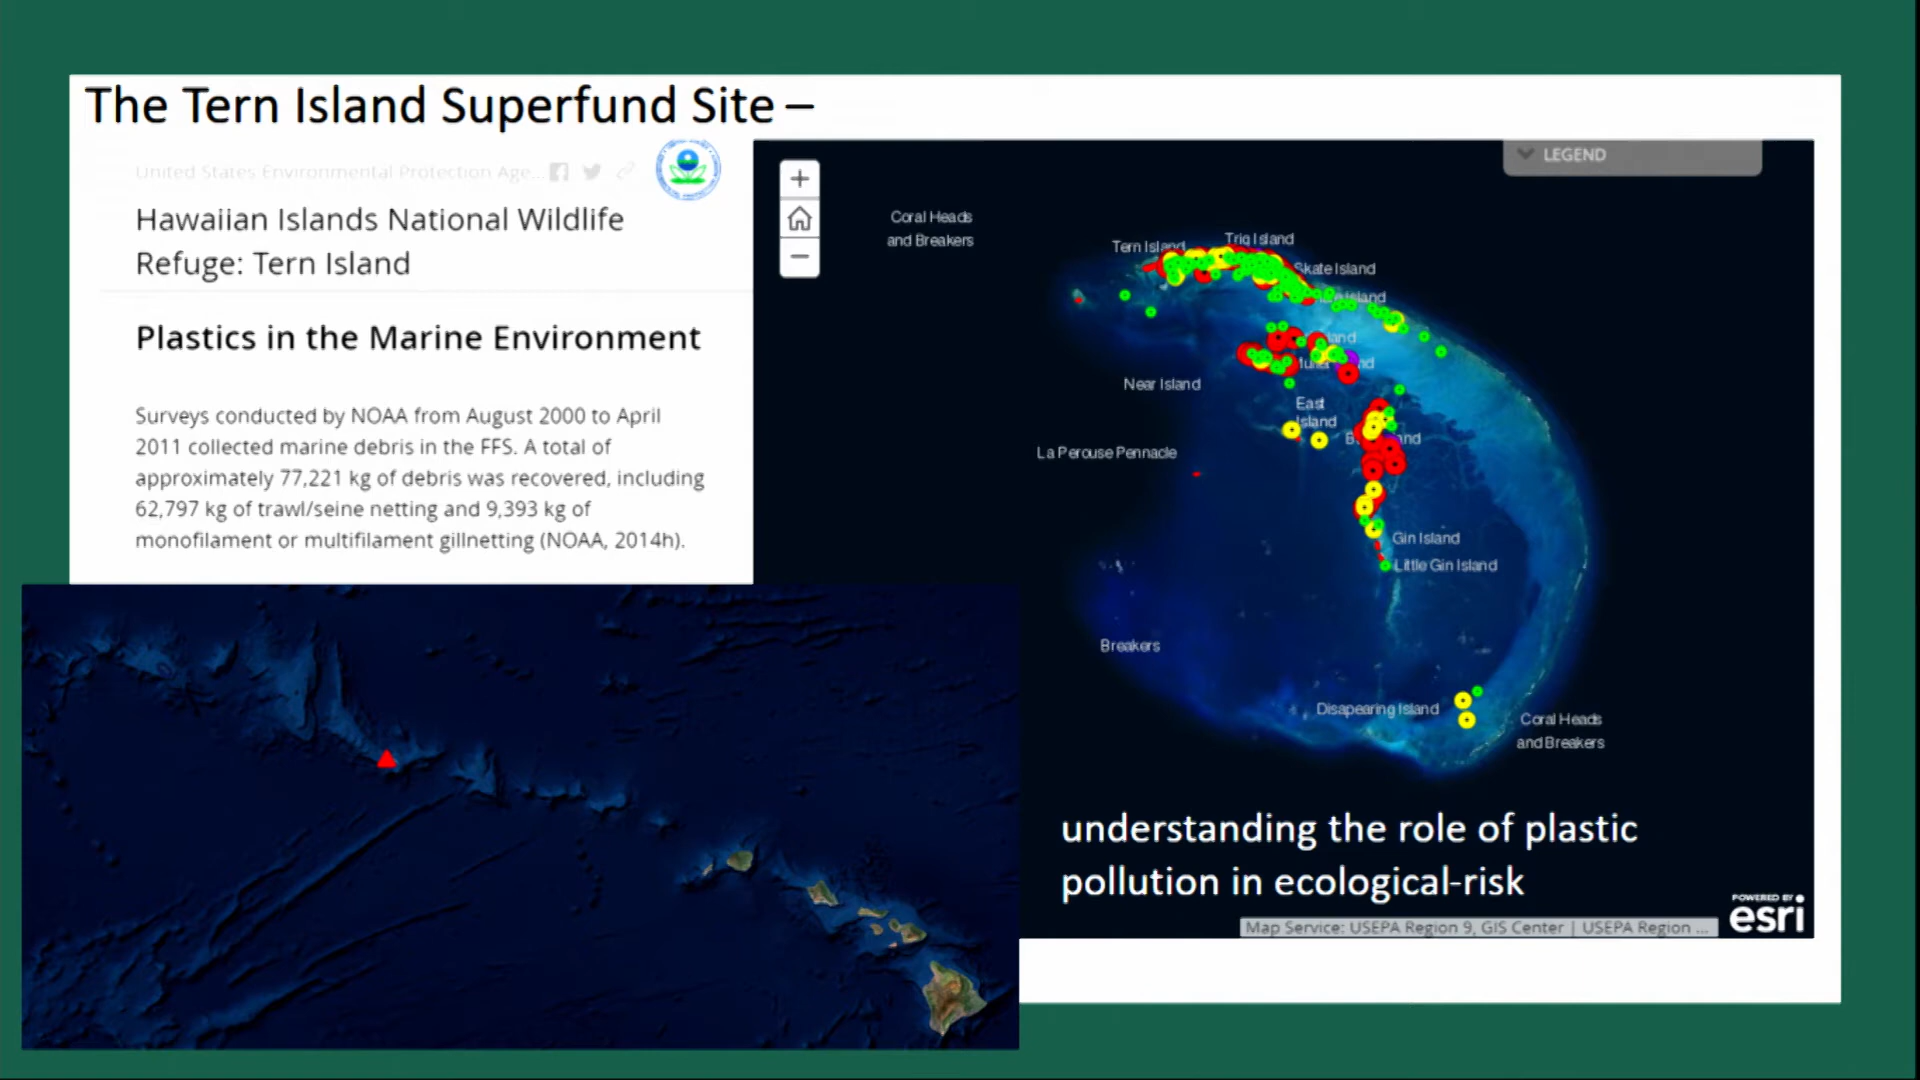 The Tern Island Superfund Site –
United States Environmental Protection Age...
Hawaiian Islands National Wildlife
Refuge: Tern Island
Plastics in the Marine Environment
Surveys conducted by NOAA from August 2000 to April
2011 collected marine debris in the FFS. A total of
approximately 77,221 kg of debris was recovered, including
62,797 kg of trawl/seine netting and 9,393 kg of
monofilament or multifilament gillnetting (NOAA, 2014h).
LEGEND
Coral Heads
and Breakers
Tern Island
Trig Island
Skate Island
Near Island
East
Island
La Perouse Pennacle
Gin Island
Little Gin Island
Breakers
Disapearing Island
Coral Heads
and Breakers
understanding the role of plastic
pollution in ecological-risk
POWERED BY
esri
Map Service: USEPA Region 9, GIS Center | USEPA Region ...